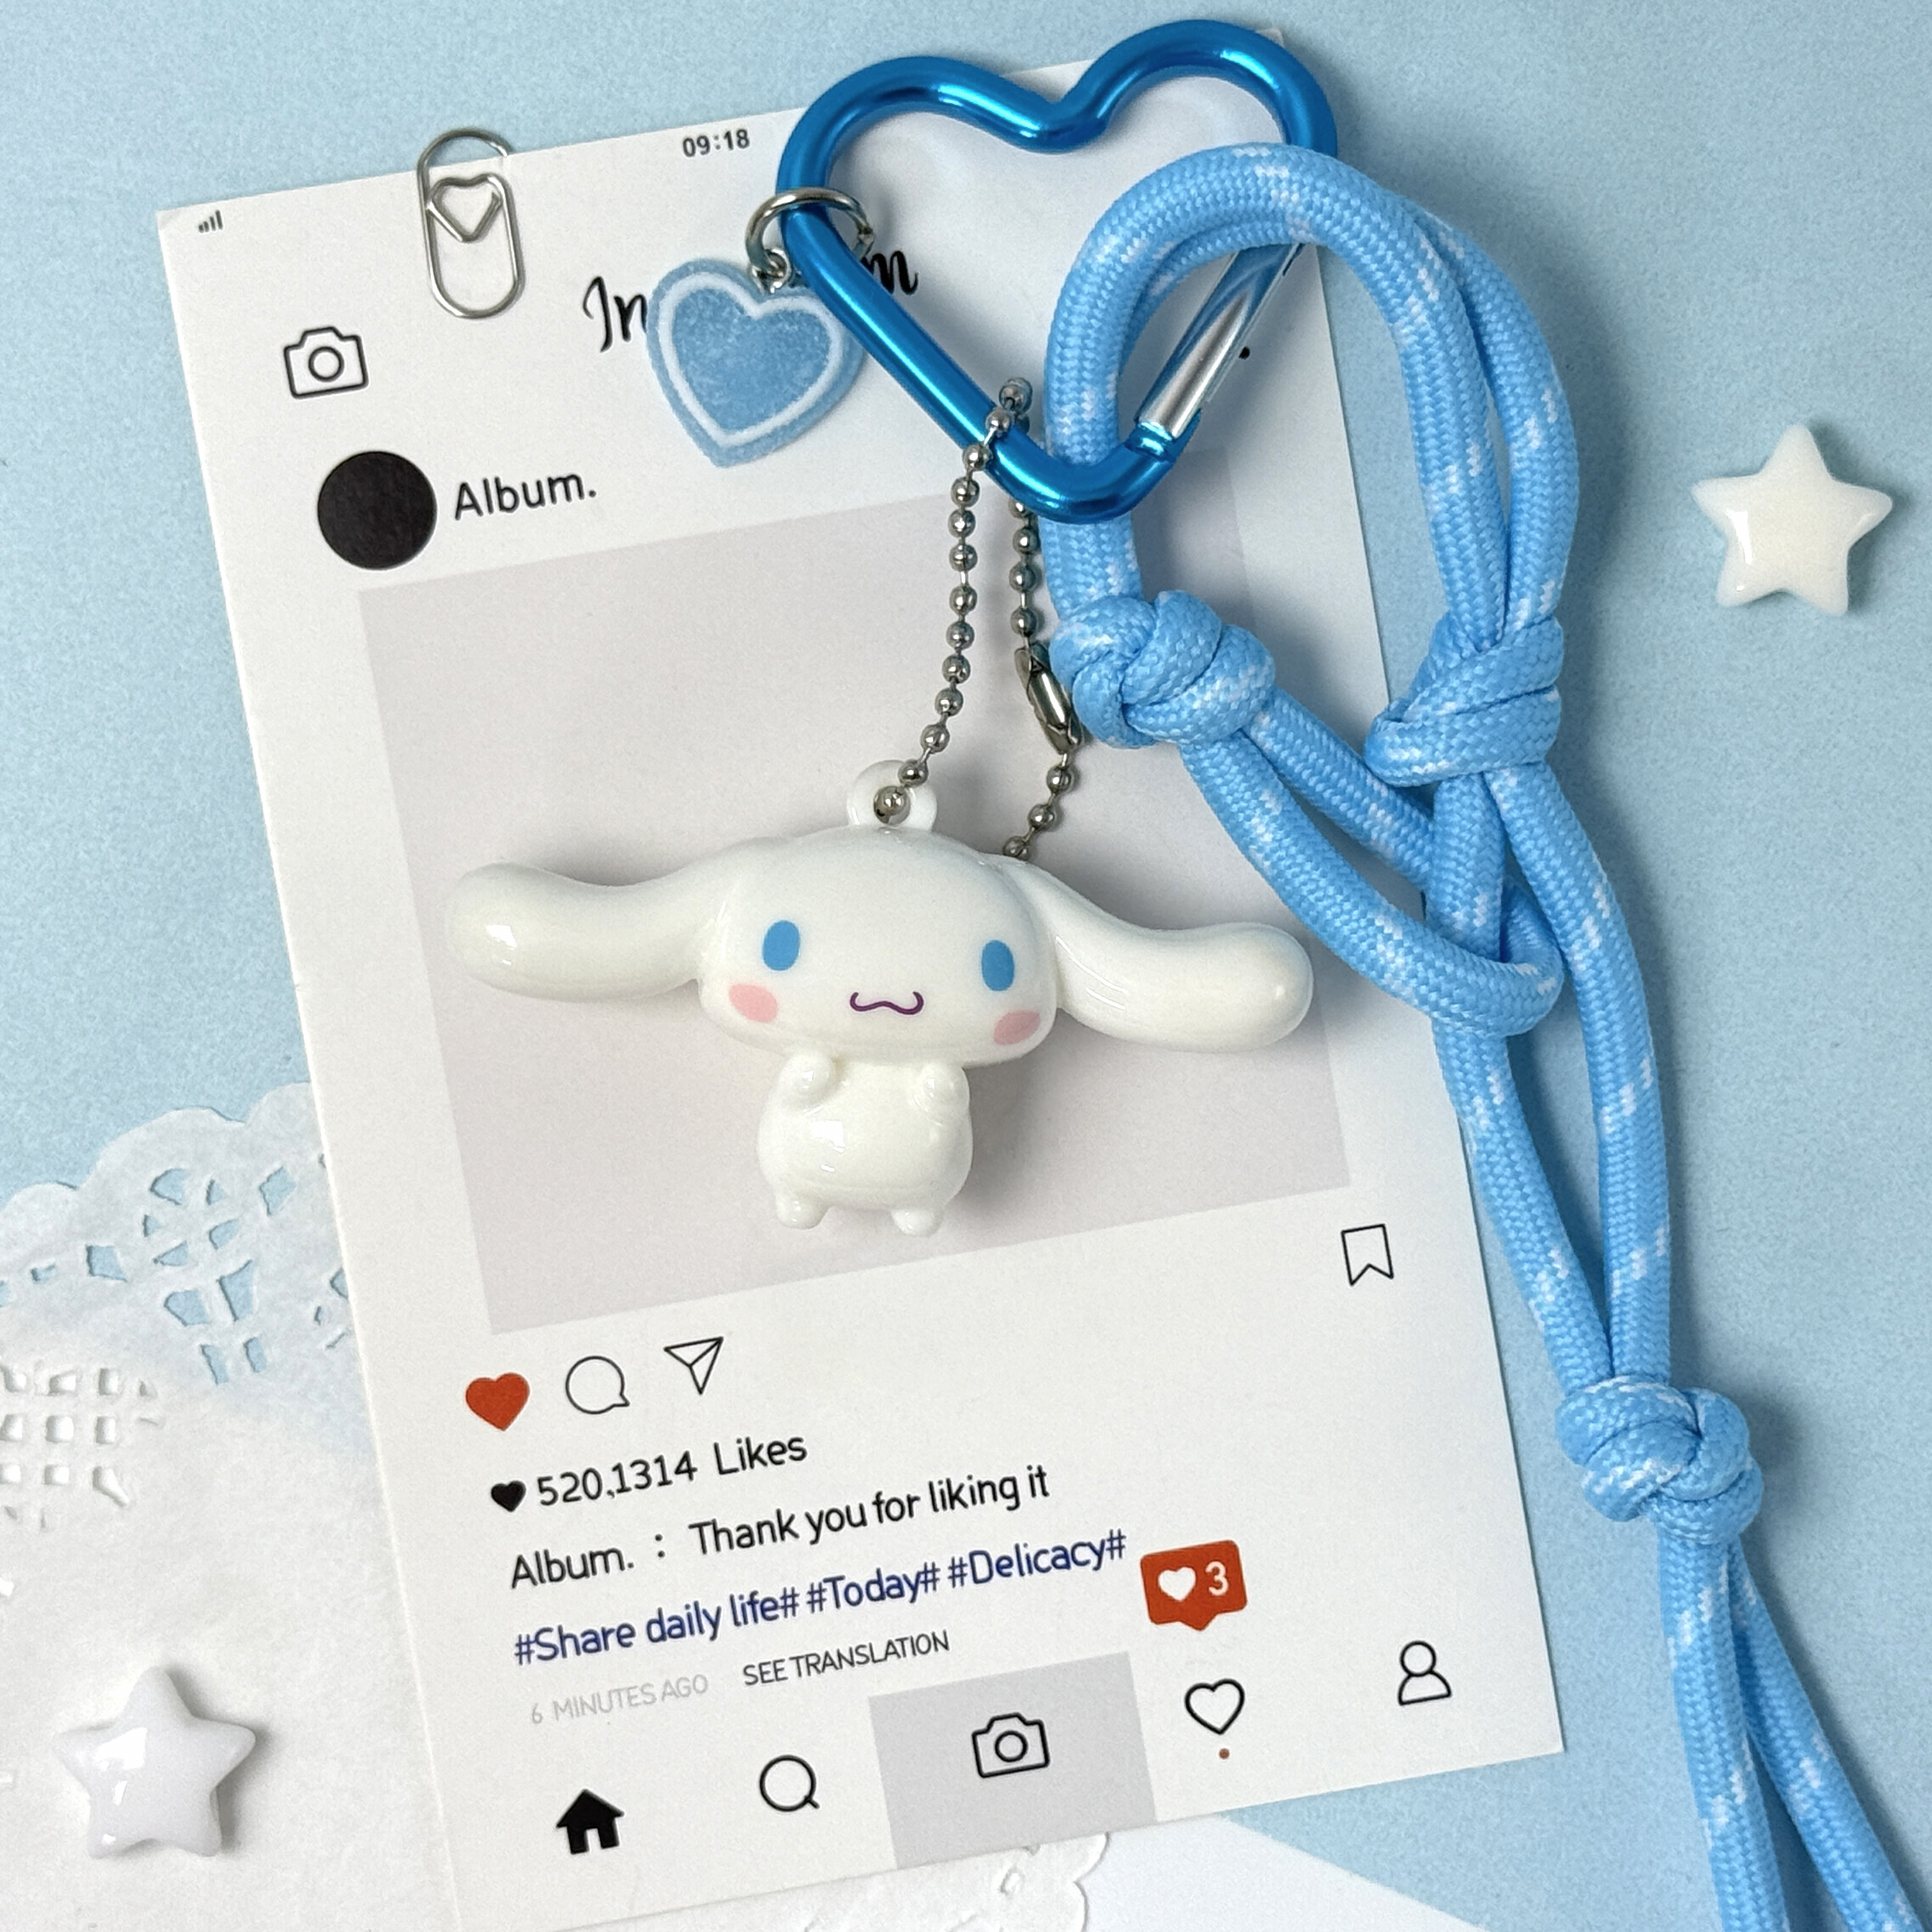 09:18
Album.
520,1314 Likes
Album. : Thank you for liking it
#Share daily life# #Today# #Delicacy#
3
6 MINUTES AGO SEE TRANSLATION